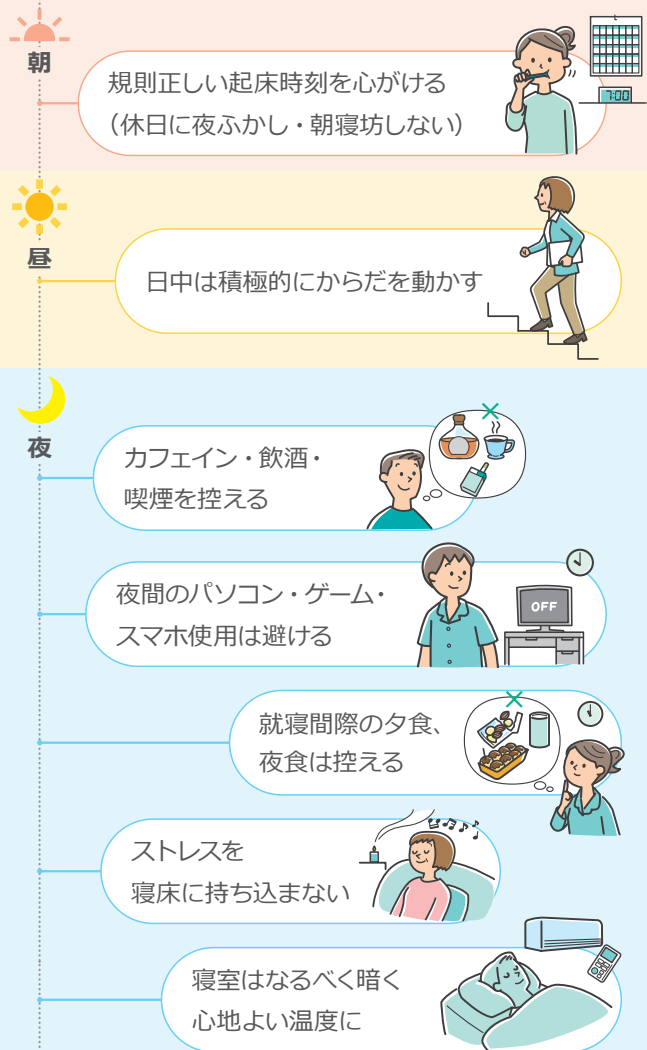 朝
規則正しい起床時刻を心がける
（休日に夜ふかし・朝寝坊しない）
7:00
昼
日中は積極的にからだを動かす
夜
カフェイン・飲酒・
喫煙を控える
夜間のパソコン・ゲーム・
スマホ使用は避ける
OFF
就寝間際の夕食、
夜食は控える
ストレスを
寝床に持ち込まない
寝室はなるべく暗く
心地よい温度に